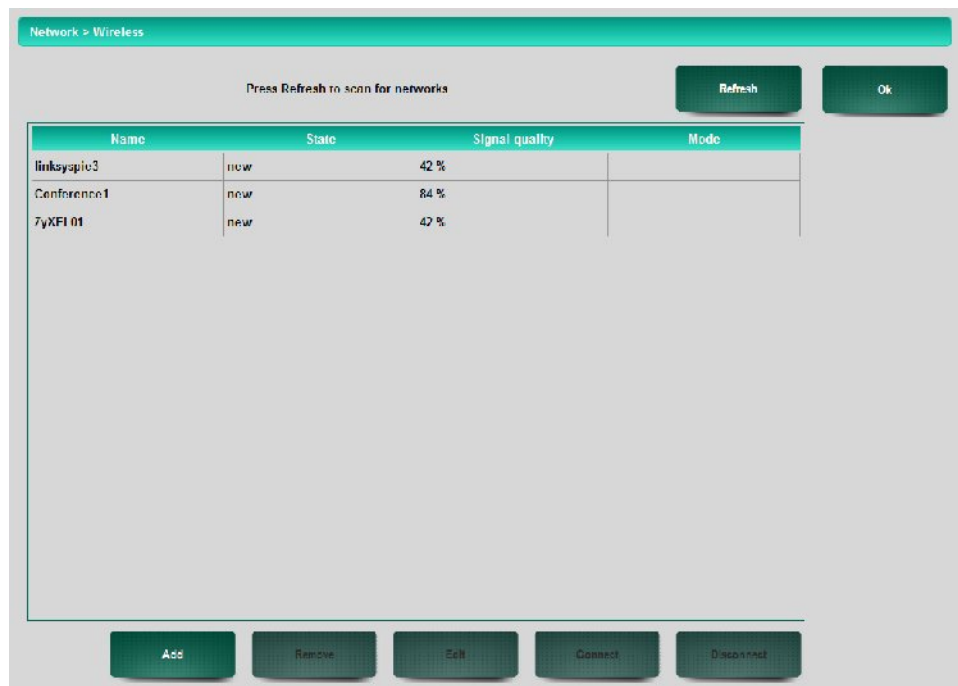 Network > Wireless
Press Refresh to scan for networks
Refresh
Ok
Name State Signal quality Mode
linksyspie3 new 42 %
Conference1 new 84 %
ZyXEL01 new 42 %
Add Remove Edit Connect Disconnect